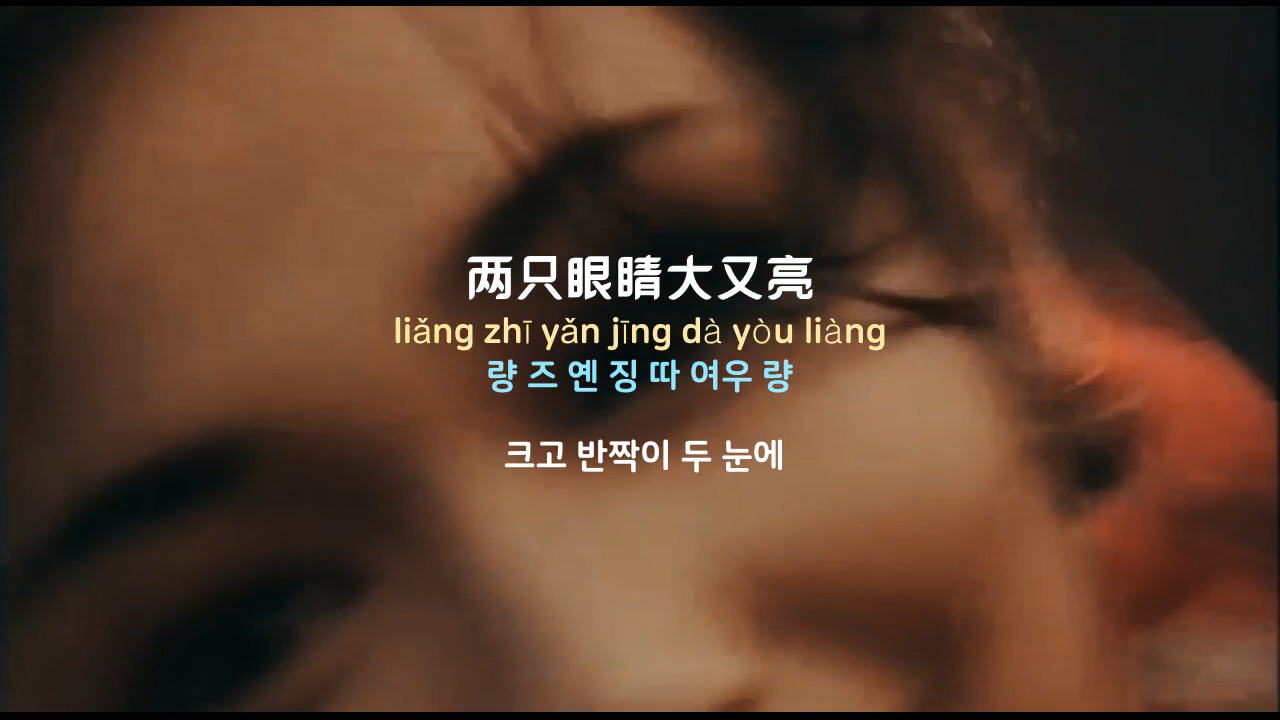 两只眼睛大又亮
liǎng zhī yǎn jīng dà yòu liàng
량 즈 옌 징 따 여우 량
크고 반짝이 두 눈에